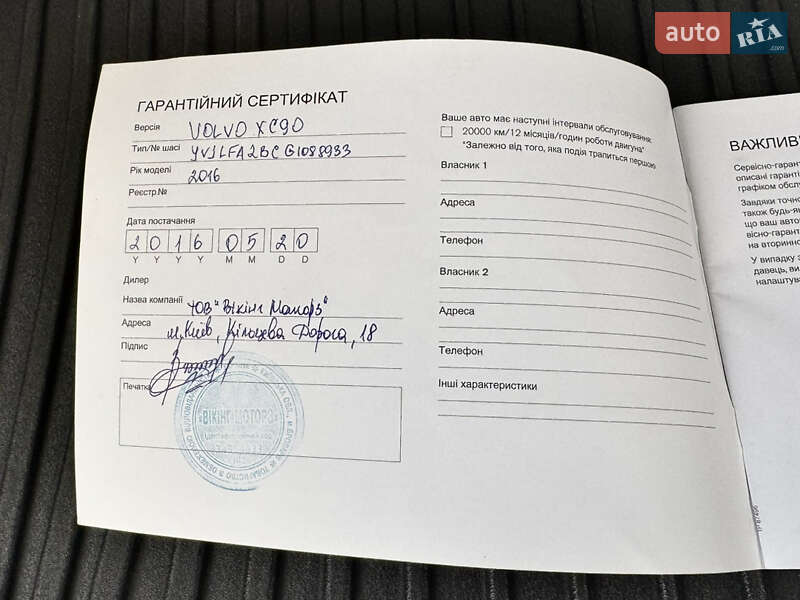 auto RIA
.com
ГАРАНТІЙНИЙ СЕРТИФІКАТ
Версія VOLVO XC90
Тип/№ шасі YV1LFA2BCG1088933
Рік моделі 2016
Реєстр.№
Дата постачання
2016 05 20
Y Y Y Y M M D D
Дилер
Назва компанії ТОВ "Вікінг Моторз"
Адреса м. Київ, Кільцева Дорога, 18
Підпис
Печатка
ВІКІНГ МОТОРЗ
Ваше авто має наступні інтервали обслуговування:
20000 км/12 місяців/годин роботи двигуна*
*Залежно від того, яка подія трапиться першою
Власник 1
Адреса
Телефон
Власник 2
Адреса
Телефон
Інші характеристики
ВАЖЛИВ
Сервісно-гарант
описані гаранті
графіком обсл
Завдяки точно
також будь-як
що ваш авто
вісно-гарант
на вторинно
У випадку з
давець, ви
налаштува